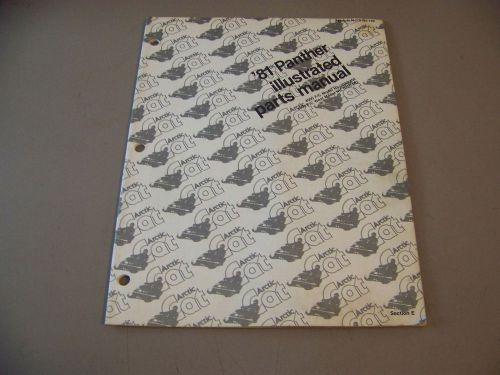 '81 Panther
illustrated
parts manual
Arctic
Cat
Section E